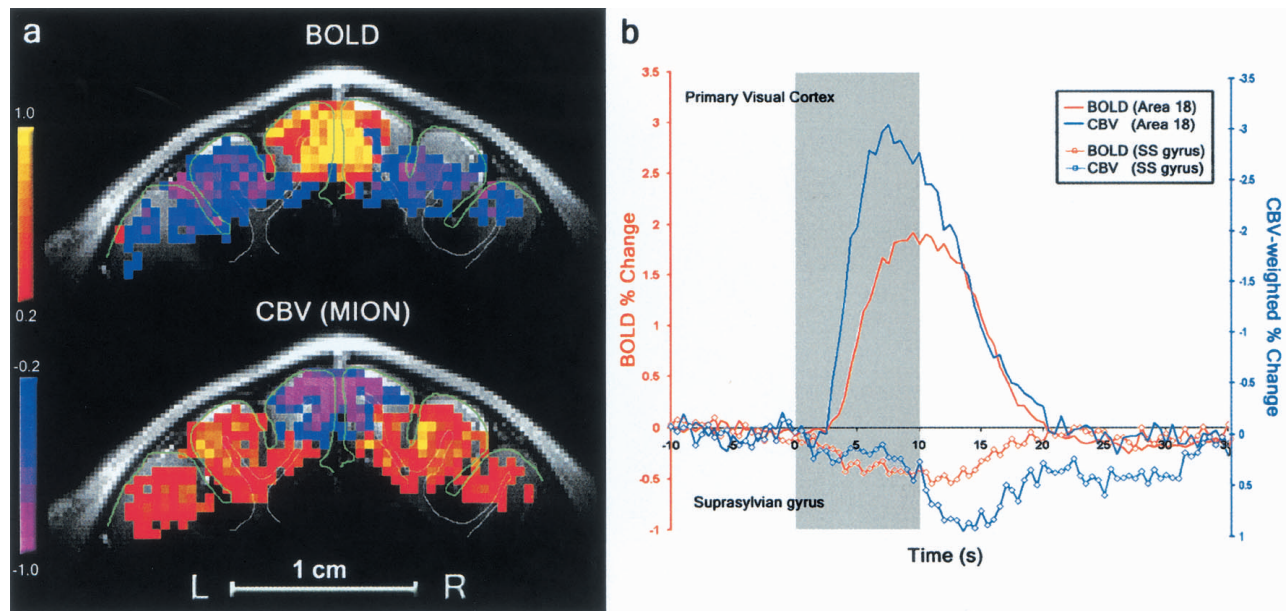 a
BOLD
1.0
0.2
CBV (MION)
-0.2
-1.0
L
1 cm
R
b
3.5
3
2.5
2
1.5
1
0.5
0
-0.5
-1
BOLD % Change
Primary Visual Cortex
BOLD (Area 18)
CBV (Area 18)
BOLD (SS gyrus)
CBV (SS gyrus)
-3.5
-3
-2.5
-2
-1.5
-1
-0.5
0
0.5
1
CBV-weighted % Change
-10
-5
0
5
10
15
20
25
30
35
Suprasylvian gyrus
Time (s)